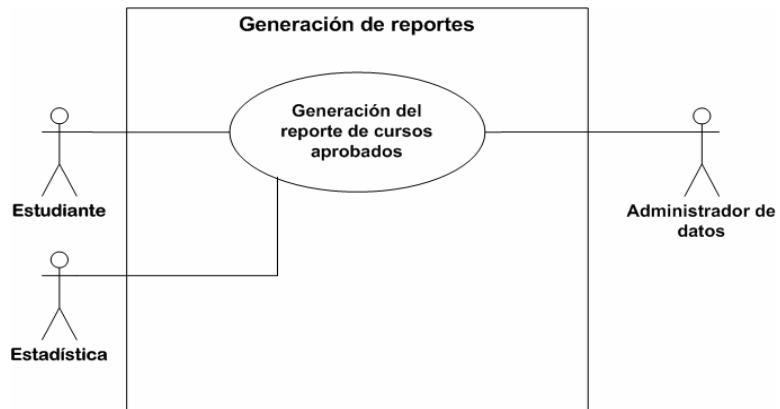 Generación de reportes
Generación del
reporte de cursos
aprobados
Estudiante
Administrador de
datos
Estadística